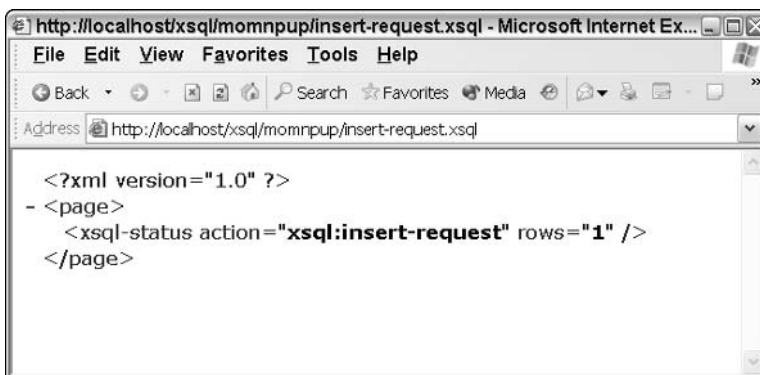 http://localhost/xsql/momnpup/insert-request.xsql - Microsoft Internet Ex...
File Edit View Favorites Tools Help
Back Search Favorites Media »
Address http://localhost/xsql/momnpup/insert-request.xsql
<?xml version="1.0" ?>
- <page>
<xsql-status action="xsql:insert-request" rows="1" />
</page>